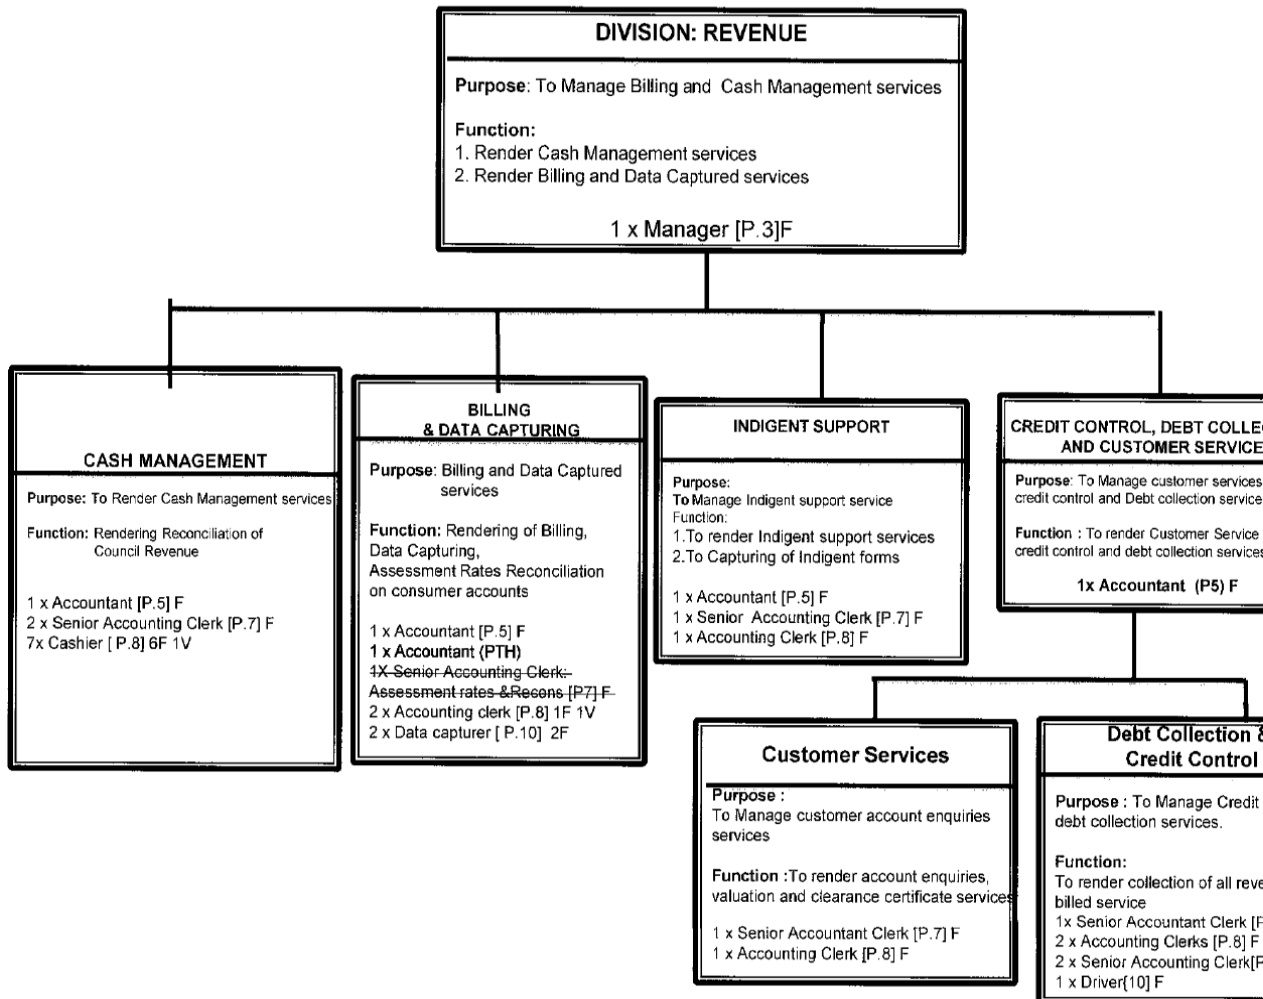 DIVISION: REVENUE
Purpose: To Manage Billing and Cash Management services
Function:
1. Render Cash Management services
2. Render Billing and Data Captured services
1 x Manager [P.3]F
CASH MANAGEMENT
Purpose: To Render Cash Management services
Function: Rendering Reconciliation of
Council Revenue
1 x Accountant [P.5] F
2 x Senior Accounting Clerk [P.7] F
7x Cashier [ P.8] 6F 1V
BILLING
& DATA CAPTURING
Purpose: Billing and Data Captured
services
Function: Rendering of Billing,
Data Capturing,
Assessment Rates Reconciliation
on consumer accounts
1 x Accountant [P.5] F
1 x Accountant (PTH)
1X Senior Accounting Clerk:
Assessment rates &Recons [P7] F
2 x Accounting clerk [P.8] 1F 1V
2 x Data capturer [ P.10] 2F
INDIGENT SUPPORT
Purpose:
To Manage Indigent support service
Function:
1.To render Indigent support services
2.To Capturing of Indigent forms
1 x Accountant [P.5] F
1 x Senior Accounting Clerk [P.7] F
1 x Accounting Clerk [P.8] F
CREDIT CONTROL, DEBT COLLE
AND CUSTOMER SERVICE
Purpose: To Manage customer services
credit control and Debt collection service
Function : To render Customer Service
credit control and debt collection services
1x Accountant (P5) F
Customer Services
Purpose :
To Manage customer account enquiries
services
Function :To render account enquiries,
valuation and clearance certificate services
1 x Senior Accountant Clerk [P.7] F
1 x Accounting Clerk [P.8] F
Debt Collection &
Credit Control
Purpose : To Manage Credit
debt collection services.
Function:
To render collection of all reve
billed service
1x Senior Accountant Clerk [P
2 x Accounting Clerks [P.8] F
2 x Senior Accounting Clerk[P
1 x Driver{10] F